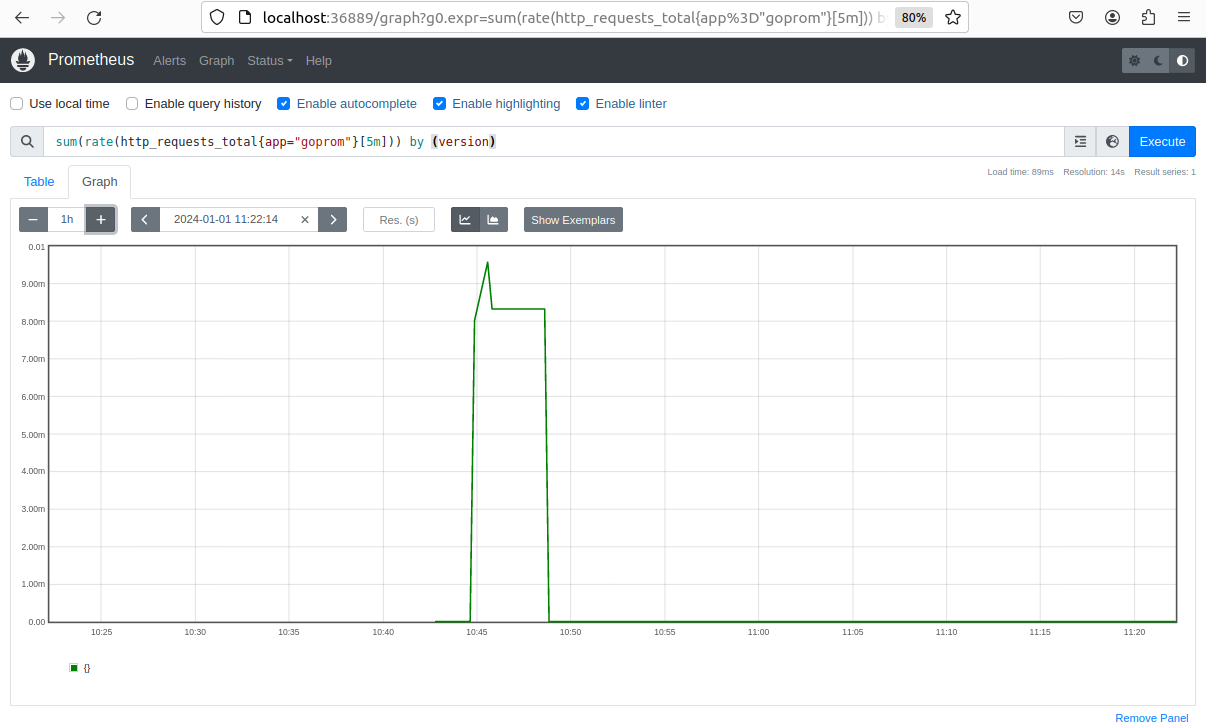 localhost:36889/graph?g0.expr=sum(rate(http_requests_total{app%3D"goprom"}[5m])) b 80%
Prometheus Alerts Graph Status Help
Use local time Enable query history Enable autocomplete Enable highlighting Enable linter
sum(rate(http_requests_total{app="goprom"}[5m])) by (version) Execute
Table Graph Load time: 89ms Resolution: 14s Result series: 1
− 1h + 2024-01-01 11:22:14 × Res. (s) Show Exemplars
0.01
9.00m
8.00m
7.00m
6.00m
5.00m
4.00m
3.00m
2.00m
1.00m
0.00
10:25 10:30 10:35 10:40 10:45 10:50 10:55 11:00 11:05 11:10 11:15 11:20
{}
Remove Panel